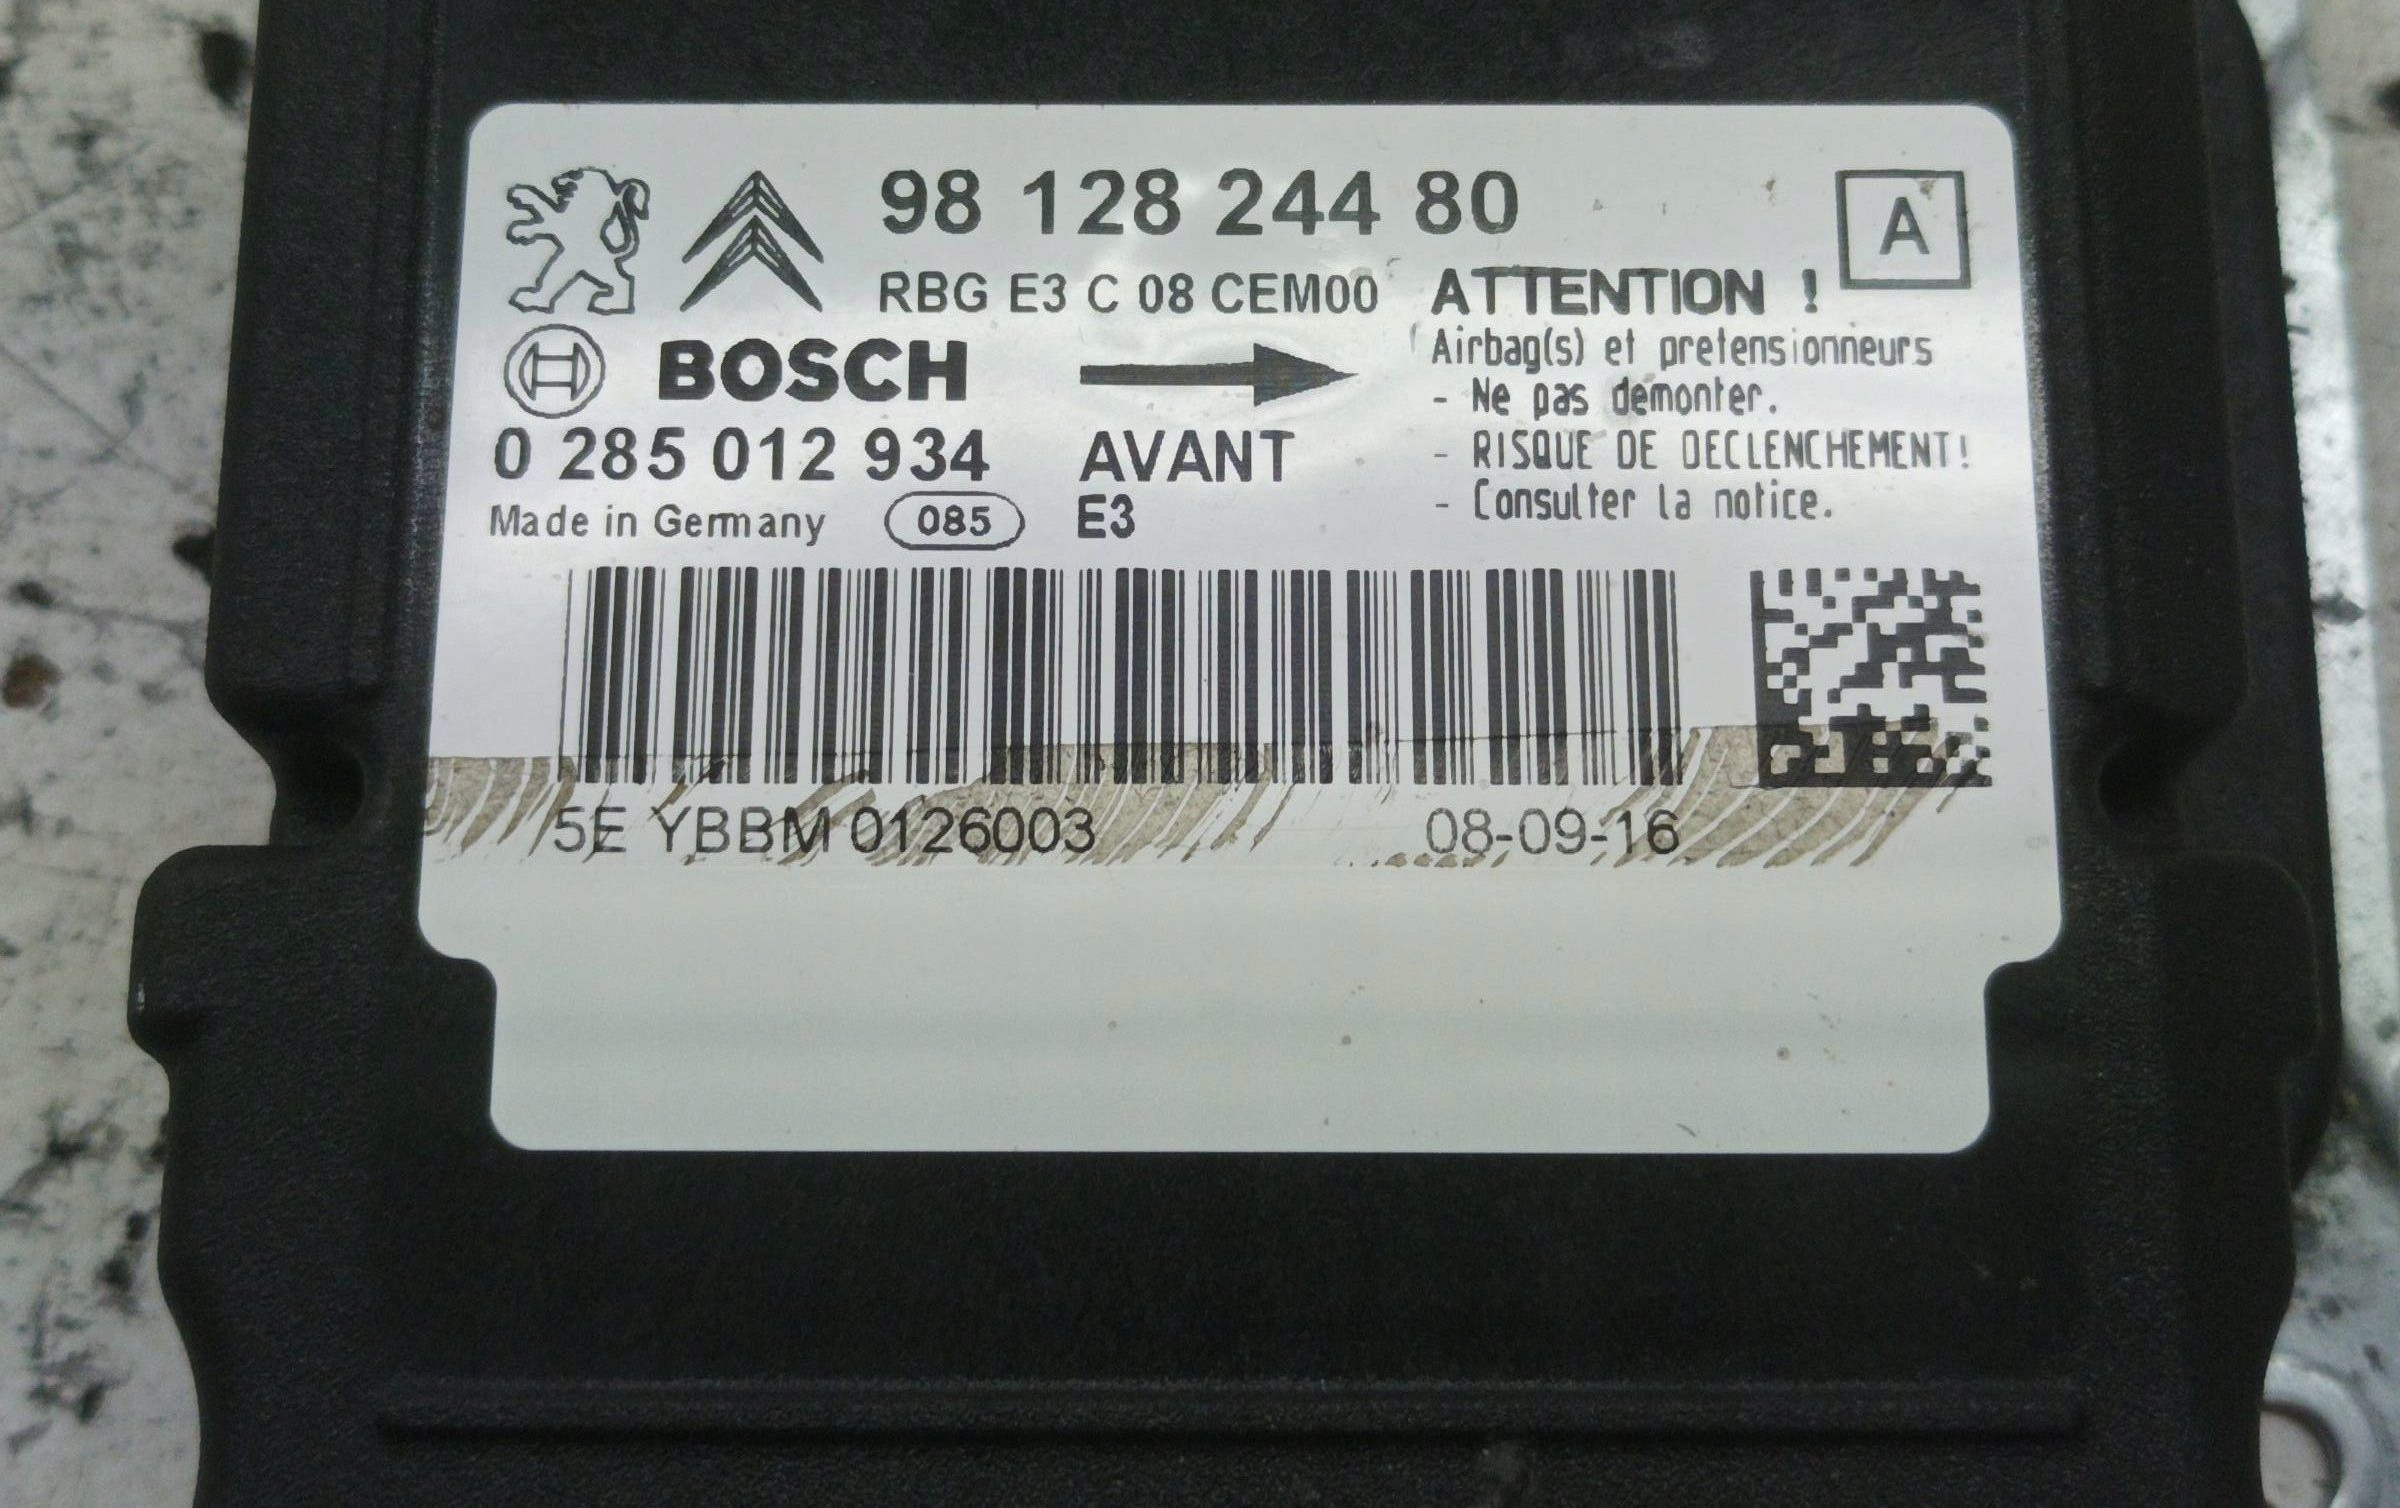 98 128 244 80
A
RBG E3 C 08 CEM00
ATTENTION !
Airbag(s) et pretensionneurs
- Ne pas demonter.
- RISQUE DE DECLENCHEMENT!
- Consulter la notice.
BOSCH
0 285 012 934
AVANT
Made in Germany
085
E3
5E YBBM 0126003
08-09-16